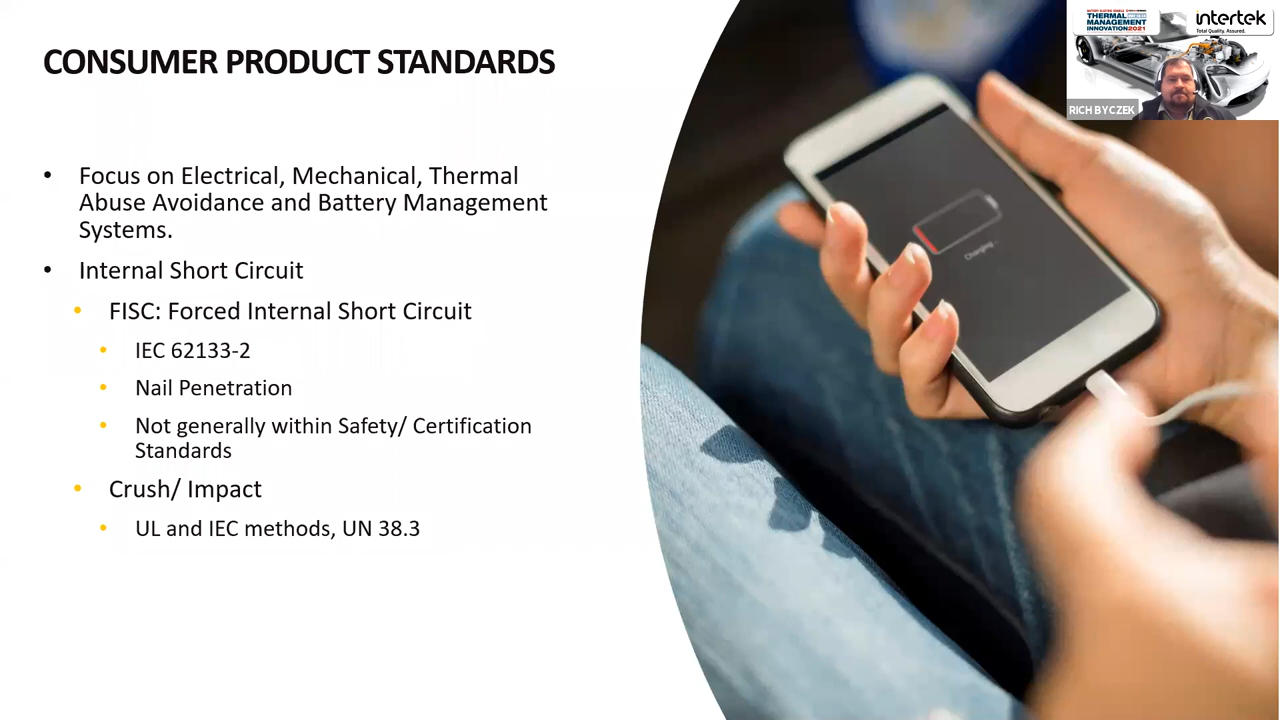 CONSUMER PRODUCT STANDARDS
• Focus on Electrical, Mechanical, Thermal
Abuse Avoidance and Battery Management
Systems.
• Internal Short Circuit
• FISC: Forced Internal Short Circuit
• IEC 62133-2
• Nail Penetration
• Not generally within Safety/ Certification
Standards
• Crush/ Impact
• UL and IEC methods, UN 38.3
THERMAL
MANAGEMENT
INNOVATION2021
intertek
Total Quality. Assured.
RICH BYCZEK
Charging...